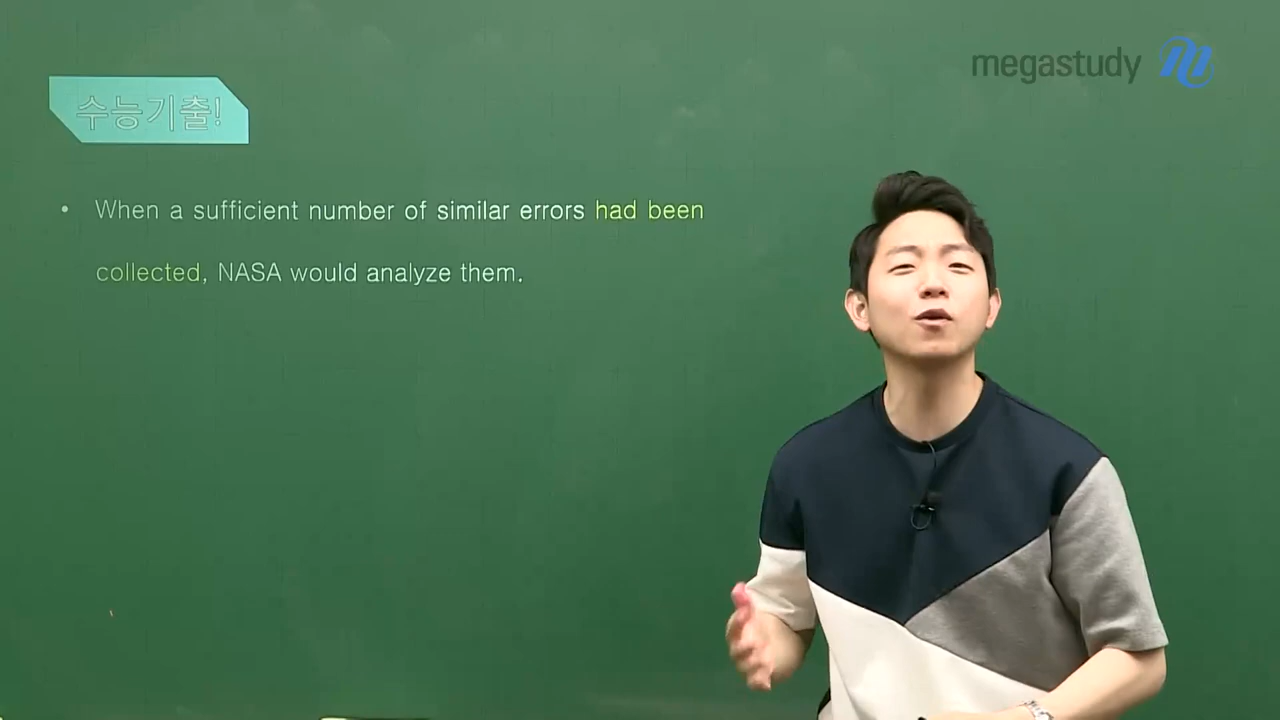 megastudy
수능기출!
• When a sufficient number of similar errors had been
collected, NASA would analyze them.